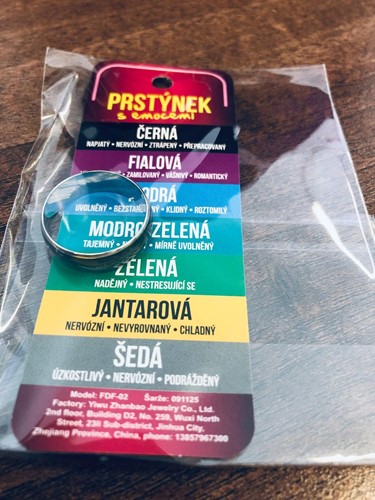 PRSTÝNEK
s emocemi
ČERNÁ
NAPJATÝ • NERVÓZNÍ • ZTRÁPENÝ • PŘEPRACOVANÝ
FIALOVÁ
• ZAMILOVANÝ • VÁŠNIVÝ • ROMANTICKÝ
UVOLNĚNÝ • • KLIDNÝ • ROZTOMILÝ
MODROZELENÁ
TAJEMNÝ • • MÍRNĚ UVOLNĚNÝ
ZELENÁ
NADĚJNÝ • NESTRESUJÍCÍ SE
JANTAROVÁ
NERVÓZNÍ • NEVYROVNANÝ • CHLADNÝ
ŠEDÁ
ÚZKOSTLIVÝ • NERVÓZNÍ • PODRÁŽDĚNÝ
Model: FDF-02 Šarže: 091125
Factory: Yiwu Zhanbao Jewelry Co., Ltd.
2nd floor, Building D2, No. 259, Wuxi North
Street, 23li Sub-district, Jinhua City,
Zhejiang Province, China, phone: 13857967300